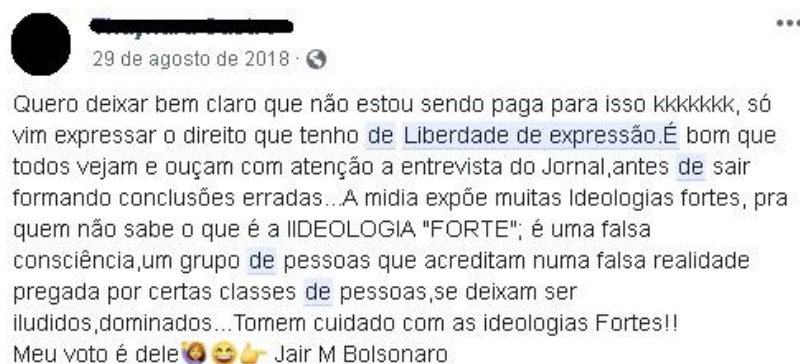 29 de agosto de 2018 ·
Quero deixar bem claro que não estou sendo paga para isso kkkkkkk, só
vim expressar o direito que tenho de Liberdade de expressão.É bom que
todos vejam e ouçam com atenção a entrevista do Jornal,antes de sair
formando conclusões erradas...A midia expõe muitas Ideologias fortes, pra
quem não sabe o que é a IIDEOLOGIA "FORTE"; é uma falsa
consciência,um grupo de pessoas que acreditam numa falsa realidade
pregada por certas classes de pessoas,se deixam ser
iludidos,dominados...Tomem cuidado com as ideologias Fortes!!
Meu voto é dele🙋😄👉 Jair M Bolsonaro